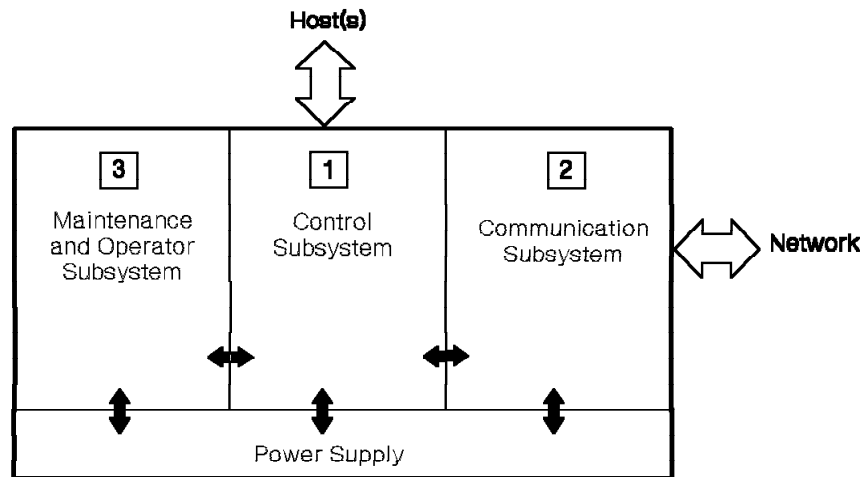 Host(s)
3
Maintenance
and Operator
Subsystem
1
Control
Subsystem
2
Communication
Subsystem
Network
Power Supply